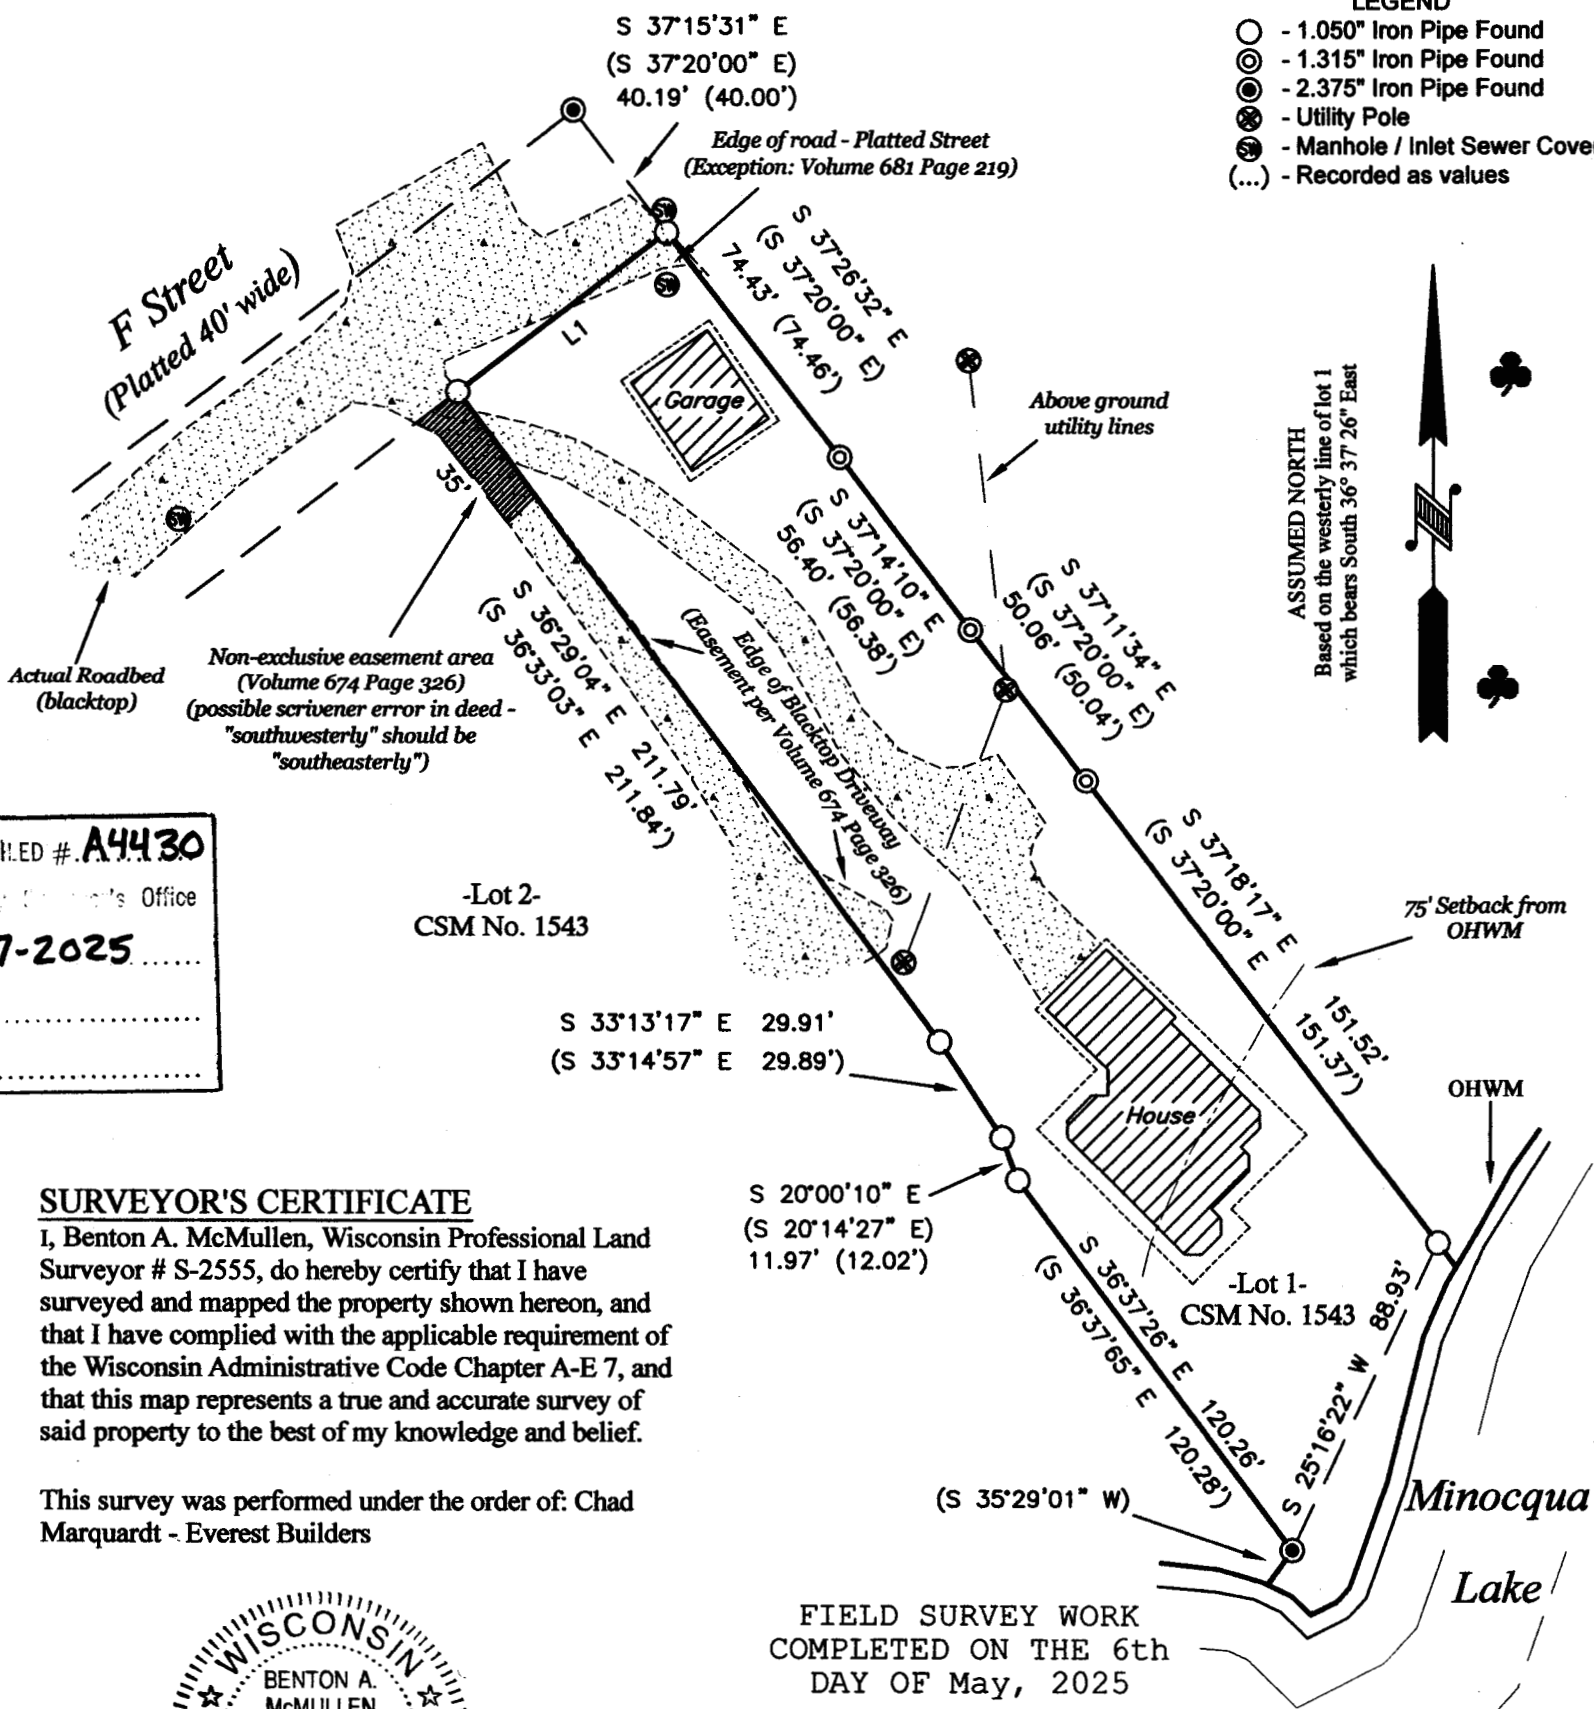 LEGEND
- 1.050" Iron Pipe Found
- 1.315" Iron Pipe Found
- 2.375" Iron Pipe Found
- Utility Pole
SW - Manhole / Inlet Sewer Cover
(...) - Recorded as values
S 37°15'31" E
(S 37°20'00" E)
40.19' (40.00')
Edge of road - Platted Street
(Exception: Volume 681 Page 219)
SW
SW
SW
F Street
(Platted 40' wide)
L1
Garage
S 37°26'32" E
(S 37°20'00" E)
74.43' (74.46')
Above ground
utility lines
ASSUMED NORTH
Based on the westerly line of lot 1
which bears South 36° 37' 26" East
35'
S 37°14'10" E
(S 37°20'00" E)
56.40' (56.38')
S 37°11'34" E
(S 37°20'00" E)
50.06' (50.04')
Actual Roadbed
(blacktop)
Non-exclusive easement area
(Volume 674 Page 326)
(possible scrivener error in deed -
"southwesterly" should be
"southeasterly")
S 36°29'04" E 211.79'
(S 36°33'03" E 211.84')
Edge of Blacktop Driveway
(Easement per Volume 674 Page 326)
S 37°18'17" E 151.52'
(S 37°20'00" E 151.37')
75' Setback from
OHWM
LED # A4430
's Office
7-2025
-Lot 2-
CSM No. 1543
S 33°13'17" E 29.91'
(S 33°14'57" E 29.89')
House
OHWM
S 20°00'10" E
(S 20°14'27" E)
11.97' (12.02')
S 36°37'26" E 120.26'
(S 36°37'65" E 120.28')
-Lot 1-
CSM No. 1543
S 25°16'22" W 88.93'
(S 35°29'01" W)
Minocqua
Lake
SURVEYOR'S CERTIFICATE
I, Benton A. McMullen, Wisconsin Professional Land
Surveyor # S-2555, do hereby certify that I have
surveyed and mapped the property shown hereon, and
that I have complied with the applicable requirement of
the Wisconsin Administrative Code Chapter A-E 7, and
that this map represents a true and accurate survey of
said property to the best of my knowledge and belief.
This survey was performed under the order of: Chad
Marquardt - Everest Builders
FIELD SURVEY WORK
COMPLETED ON THE 6th
DAY OF May, 2025
WISCONSIN
BENTON A.
McMULLEN